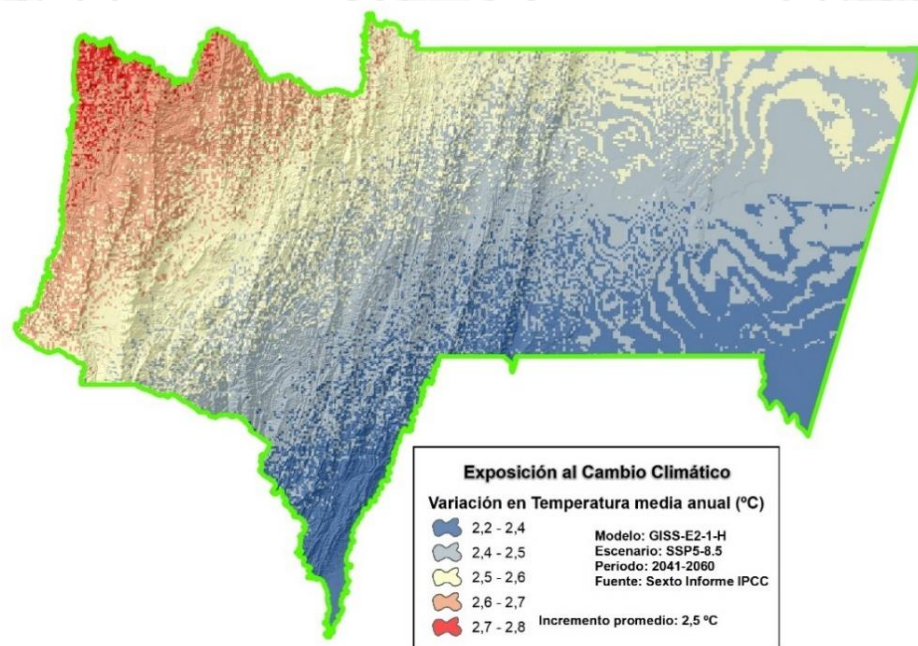 Exposición al Cambio Climático
Variación en Temperatura media anual (ºC)
2,2 - 2,4
2,4 - 2,5
2,5 - 2,6
2,6 - 2,7
2,7 - 2,8
Modelo: GISS-E2-1-H
Escenario: SSP5-8.5
Periodo: 2041-2060
Fuente: Sexto Informe IPCC
Incremento promedio: 2,5 ºC